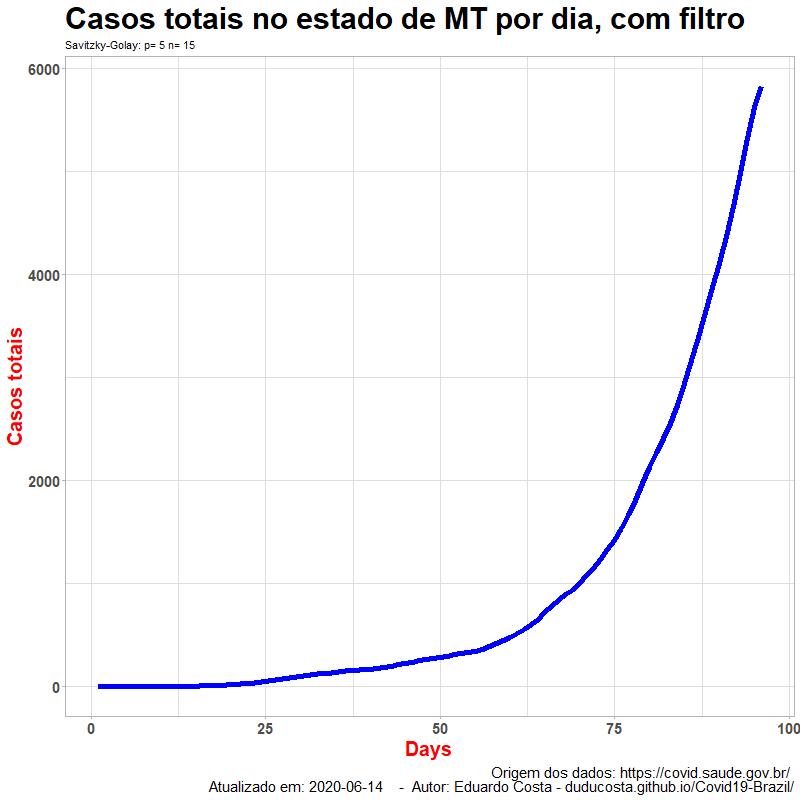 Casos totais no estado de MT por dia, com filtro
Savitzky-Golay: p= 5 n= 15
6000
4000
2000
0
Casos totais
0 25 50 75 100
Days
Origem dos dados: https://covid.saude.gov.br/
Atualizado em: 2020-06-14 - Autor: Eduardo Costa - duducosta.github.io/Covid19-Brazil/